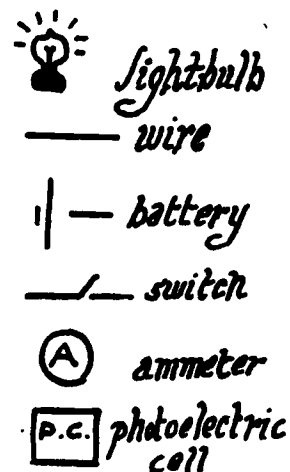 lightbulb
wire
battery
switch
A ammeter
P.C. photoelectric
cell